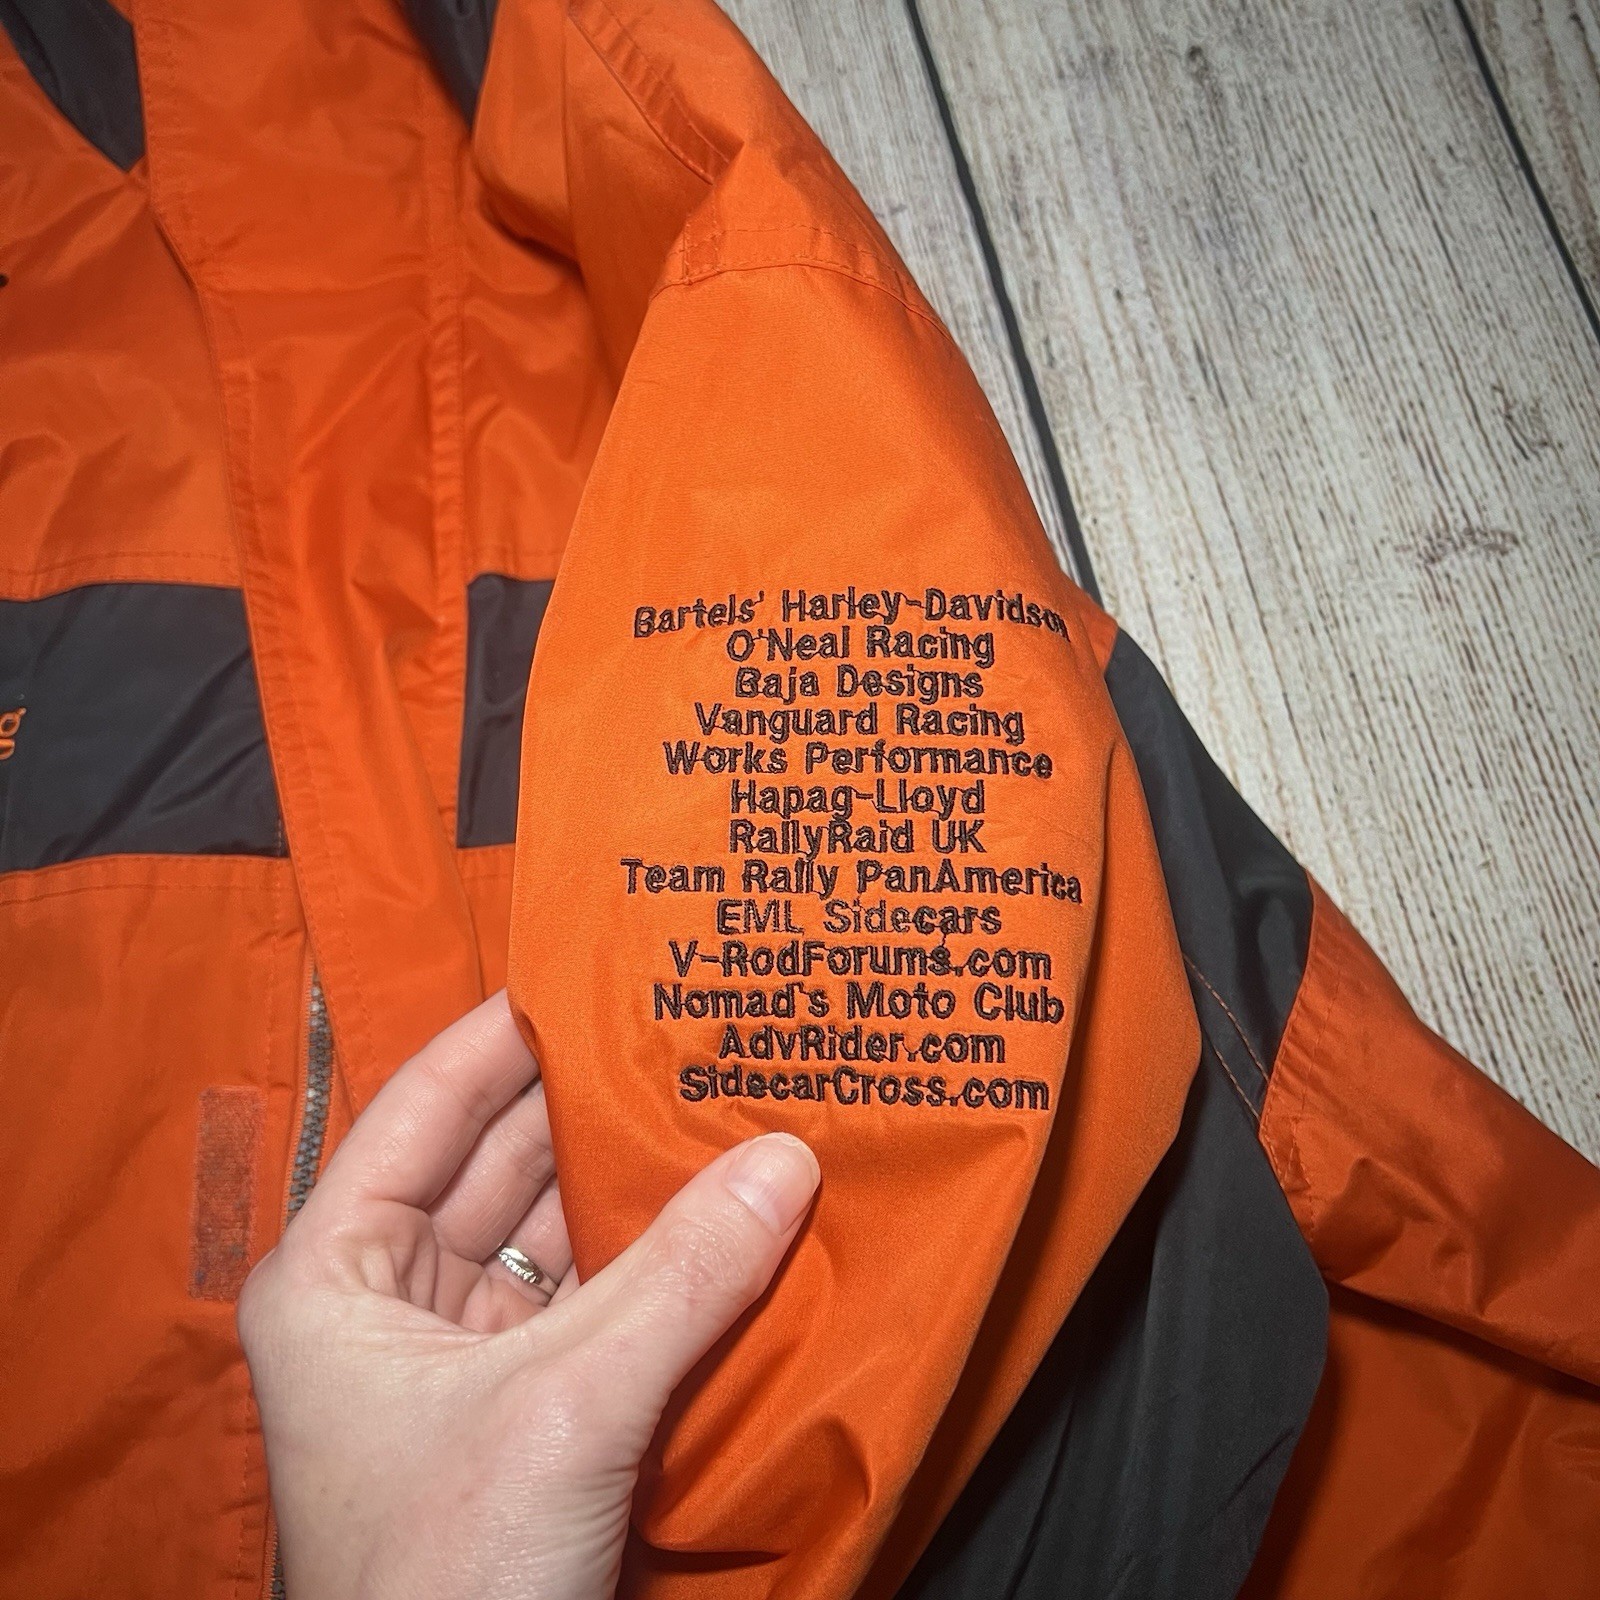 Bartels' Harley-Davidson
O'Neal Racing
Baja Designs
Vanguard Racing
Works Performance
Hapag-Lloyd
RallyRaid UK
Team Rally PanAmerica
EML Sidecars
V-RodForums.com
Nomad's Moto Club
AdvRider.com
SidecarCross.com